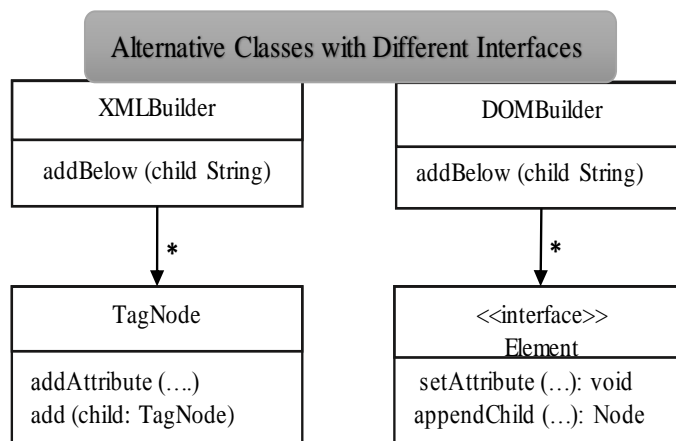 Alternative Classes with Different Interfaces
XMLBuilder
addBelow (child String)
*
TagNode
addAttribute (….)
add (child: TagNode)
DOMBuilder
addBelow (child String)
*
<<interface>>
Element
setAttribute (…): void
appendChild (…): Node